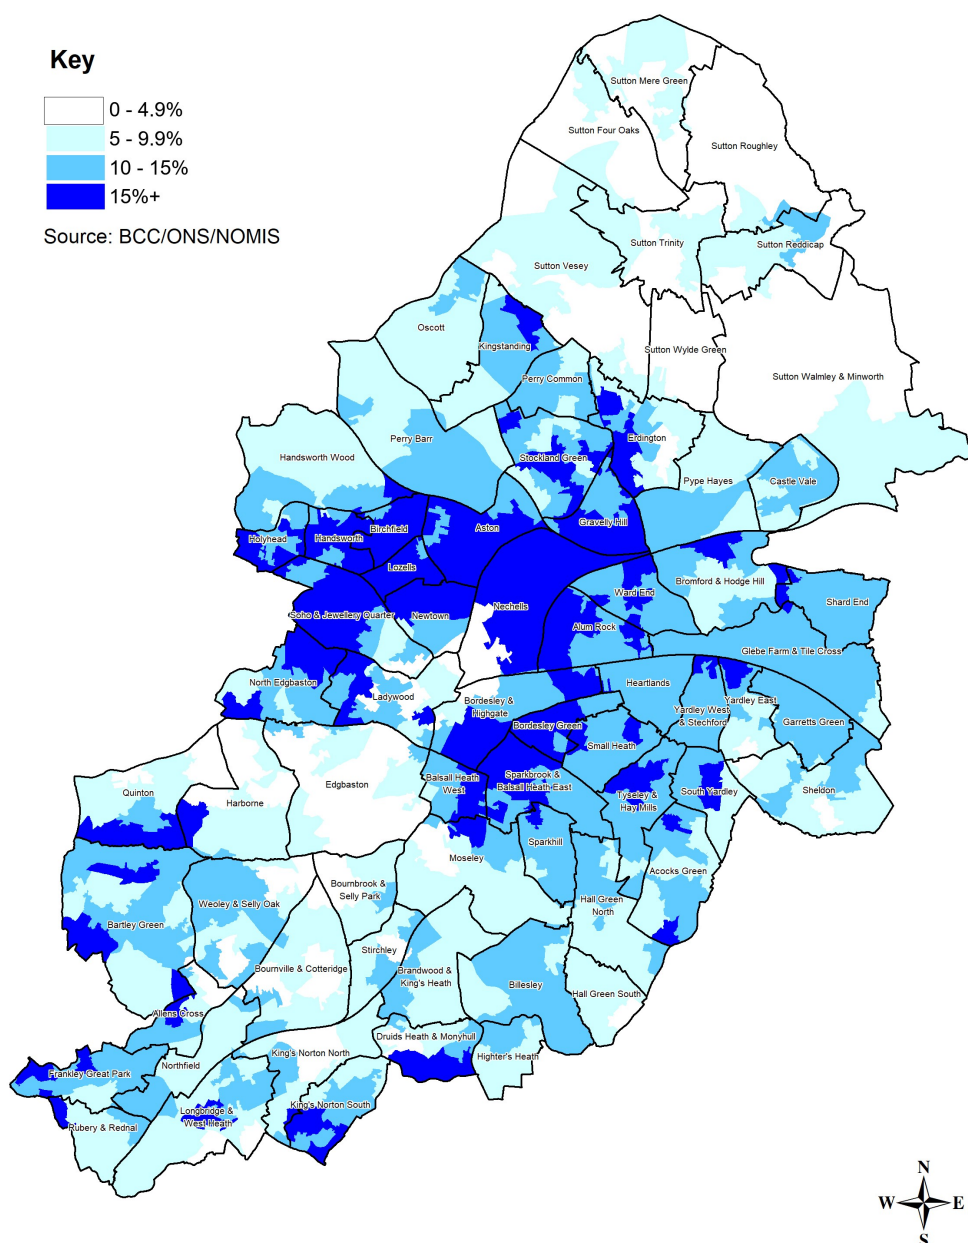 Key
0 - 4.9%
5 - 9.9%
10 - 15%
15%+
Source: BCC/ONS/NOMIS
Sutton Mere Green
Sutton Four Oaks
Sutton Roughley
Sutton Trinity
Sutton Reddicap
Sutton Vesey
Oscott
Kingstanding
Sutton Wylde Green
Perry Common
Sutton Walmley & Minworth
Perry Barr
Erdington
Handsworth Wood
Stockland Green
Pype Hayes
Castle Vale
Holyhead
Handsworth
Birchfield
Aston
Gravelly Hill
Lozells
Bromford & Hodge Hill
Ward End
Nechells
Shard End
Soho & Jewellery Quarter
Newtown
Alum Rock
Glebe Farm & Tile Cross
North Edgbaston
Ladywood
Heartlands
Bordesley &
Highgate
Yardley East
Yardley West
& Stechford
Garretts Green
Bordesley Green
Small Heath
Edgbaston
Balsall Heath
West
Sparkbrook &
Balsall Heath East
Quinton
Harborne
Tyseley &
Hay Mills
South Yardley
Sheldon
Moseley
Sparkhill
Acocks Green
Bournbrook &
Selly Park
Weoley & Selly Oak
Hall Green
North
Bartley Green
Stirchley
Bournville & Cotteridge
Brandwood &
King's Heath
Billesley
Hall Green South
Allens Cross
Druids Heath & Monyhull
King's Norton North
Highter's Heath
Northfield
Frankley Great Park
King's Norton South
Longbridge &
West Heath
Rubery & Rednal
N
W
E
S